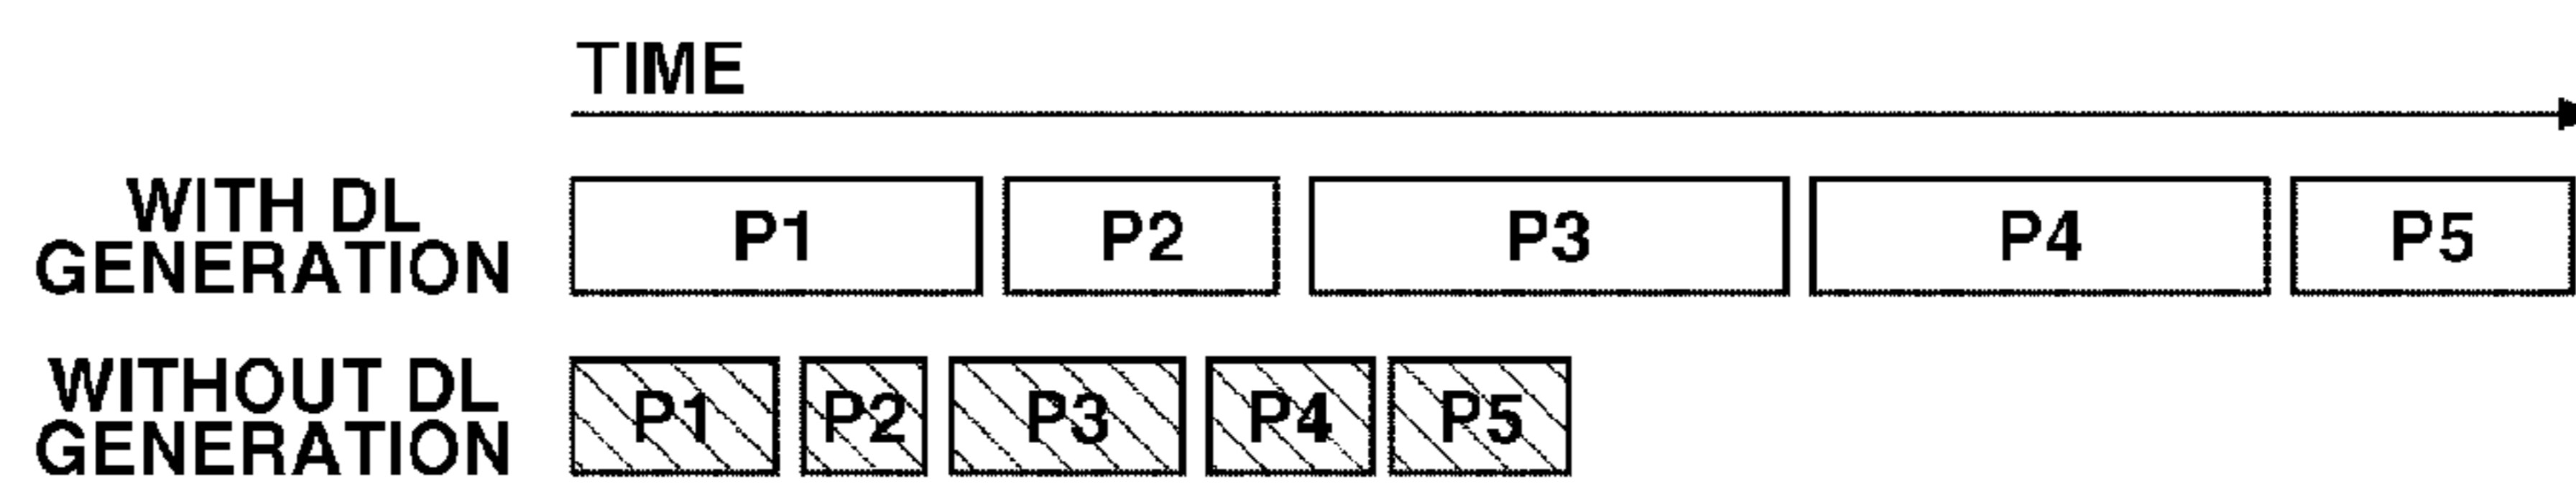 TIME
WITH DL
GENERATION
P1 P2 P3 P4 P5
WITHOUT DL
GENERATION
P1 P2 P3 P4 P5